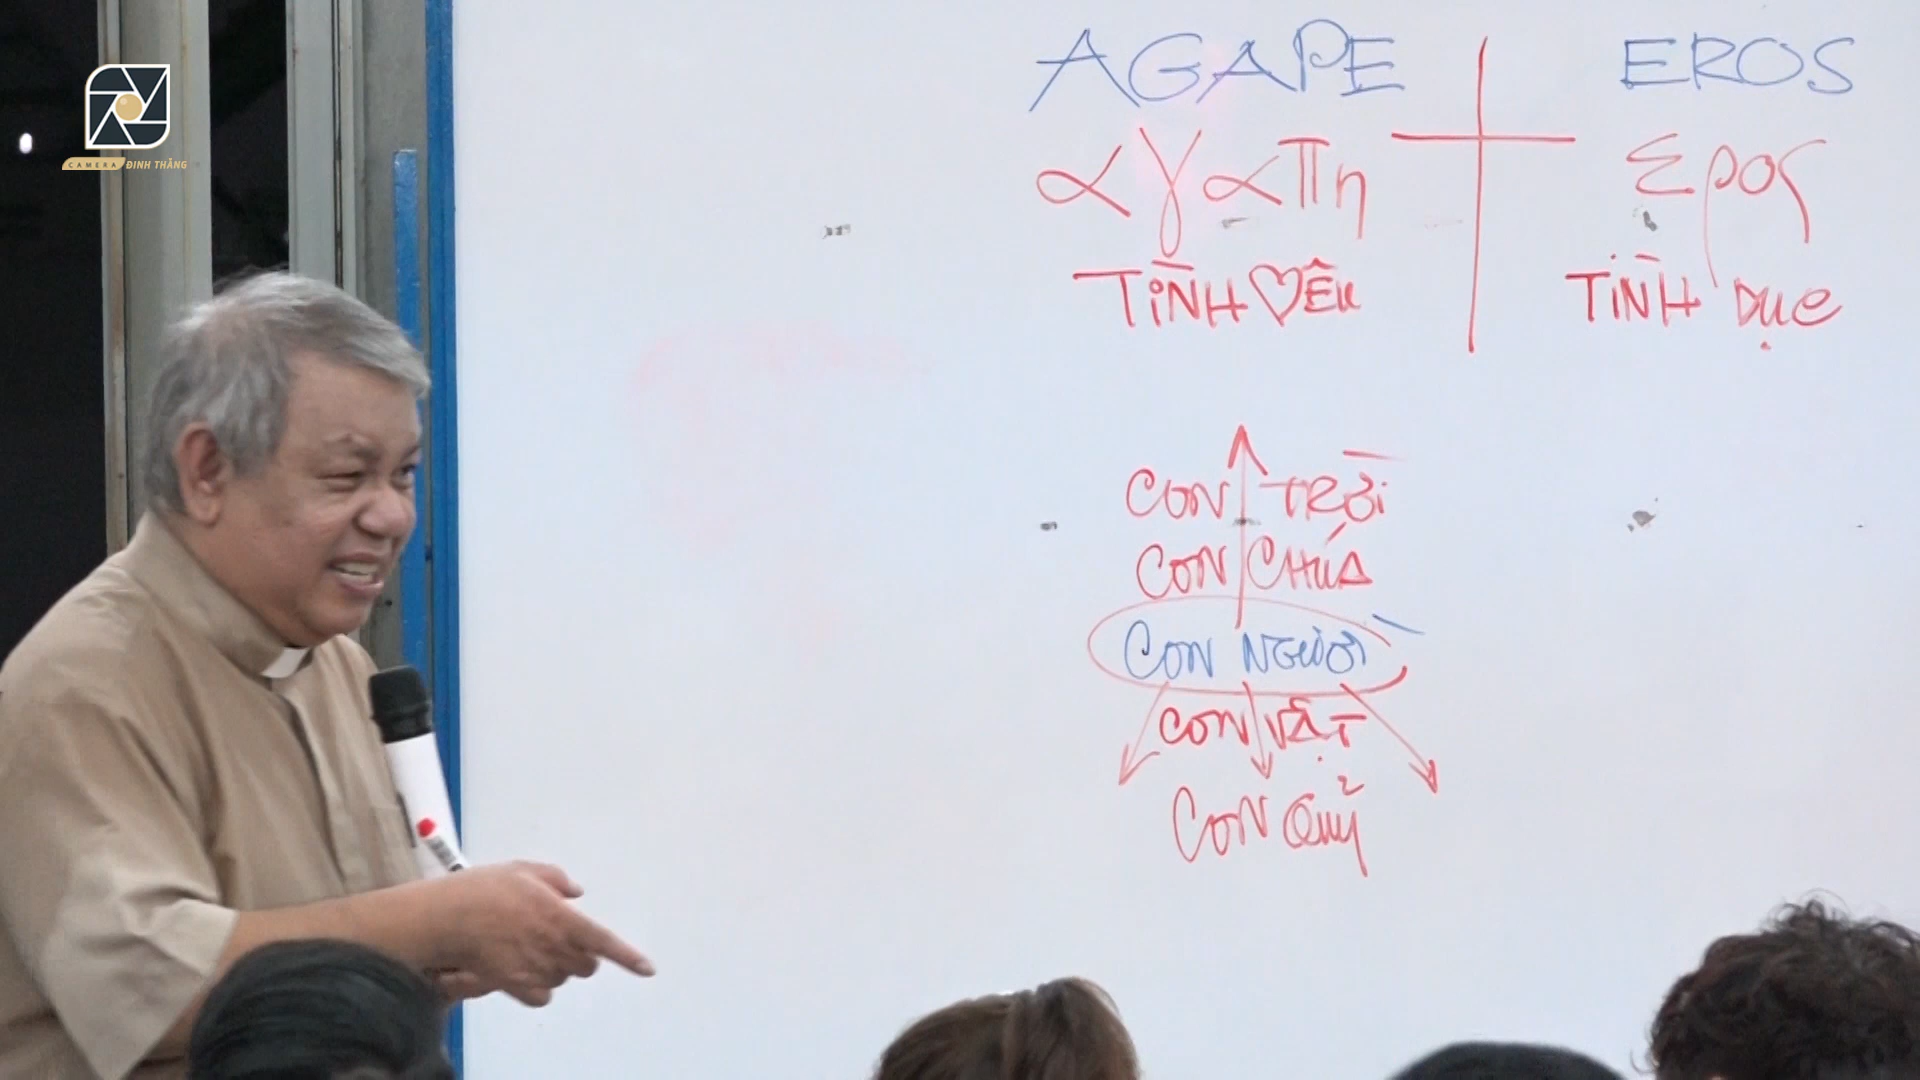 CAMERA ĐINH THẮNG
AGAPE EROS
αγαπη ερος
TÌNH ♡ÊU TÌNH DỤC
CON TRỜI
CON CHÚA
CON NGƯỜI
CON VẬT
CON QUỶ